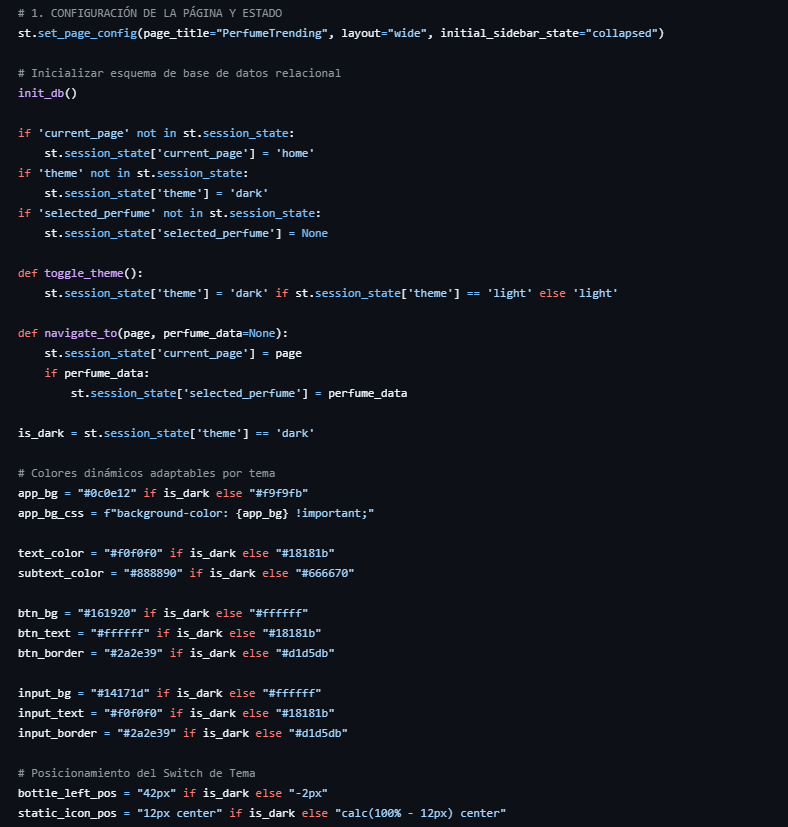 # 1. CONFIGURACIÓN DE LA PÁGINA Y ESTADO
st.set_page_config(page_title="PerfumeTrending", layout="wide", initial_sidebar_state="collapsed")
# Inicializar esquema de base de datos relacional
init_db()
if 'current_page' not in st.session_state:
    st.session_state['current_page'] = 'home'
if 'theme' not in st.session_state:
    st.session_state['theme'] = 'dark'
if 'selected_perfume' not in st.session_state:
    st.session_state['selected_perfume'] = None
def toggle_theme():
    st.session_state['theme'] = 'dark' if st.session_state['theme'] == 'light' else 'light'
def navigate_to(page, perfume_data=None):
    st.session_state['current_page'] = page
    if perfume_data:
        st.session_state['selected_perfume'] = perfume_data
is_dark = st.session_state['theme'] == 'dark'
# Colores dinámicos adaptables por tema
app_bg = "#0c0e12" if is_dark else "#f9f9fb"
app_bg_css = f"background-color: {app_bg} !important;"
text_color = "#f0f0f0" if is_dark else "#18181b"
subtext_color = "#888890" if is_dark else "#666670"
btn_bg = "#161920" if is_dark else "#ffffff"
btn_text = "#ffffff" if is_dark else "#18181b"
btn_border = "#2a2e39" if is_dark else "#d1d5db"
input_bg = "#14171d" if is_dark else "#ffffff"
input_text = "#f0f0f0" if is_dark else "#18181b"
input_border = "#2a2e39" if is_dark else "#d1d5db"
# Posicionamiento del Switch de Tema
bottle_left_pos = "42px" if is_dark else "-2px"
static_icon_pos = "12px center" if is_dark else "calc(100% - 12px) center"